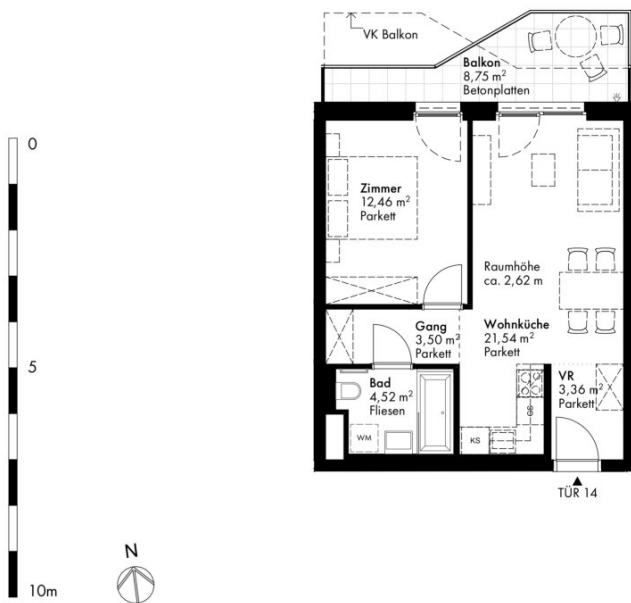 VK Balkon
Balkon
8,75 m²
Betonplatten
0
Zimmer
12,46 m²
Parkett
Raumhöhe
ca. 2,62 m
Gang
3,50 m²
Parkett
Wohnküche
21,54 m²
Parkett
5
Bad
4,52 m²
Fliesen
VR
3,36 m²
Parkett
GS
WM
KS
TÜR 14
N
10m